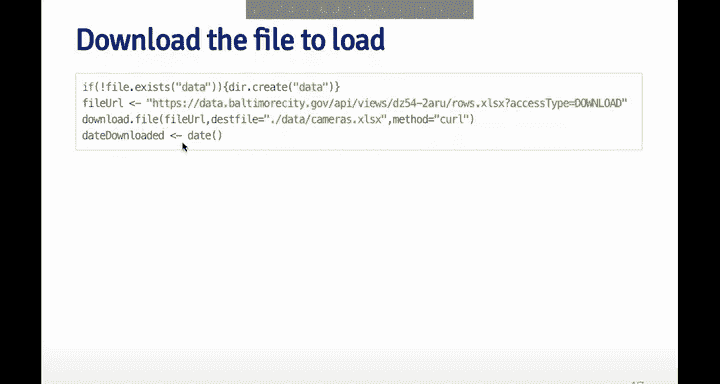 Download the file to load
if(!file.exists("data")){dir.create("data")}
fileUrl <- "https://data.baltimorecity.gov/api/views/dz54-2aru/rows.xlsx?accessType=DOWNLOAD"
download.file(fileUrl,destfile="./data/cameras.xlsx",method="curl")
dateDownloaded <- date()